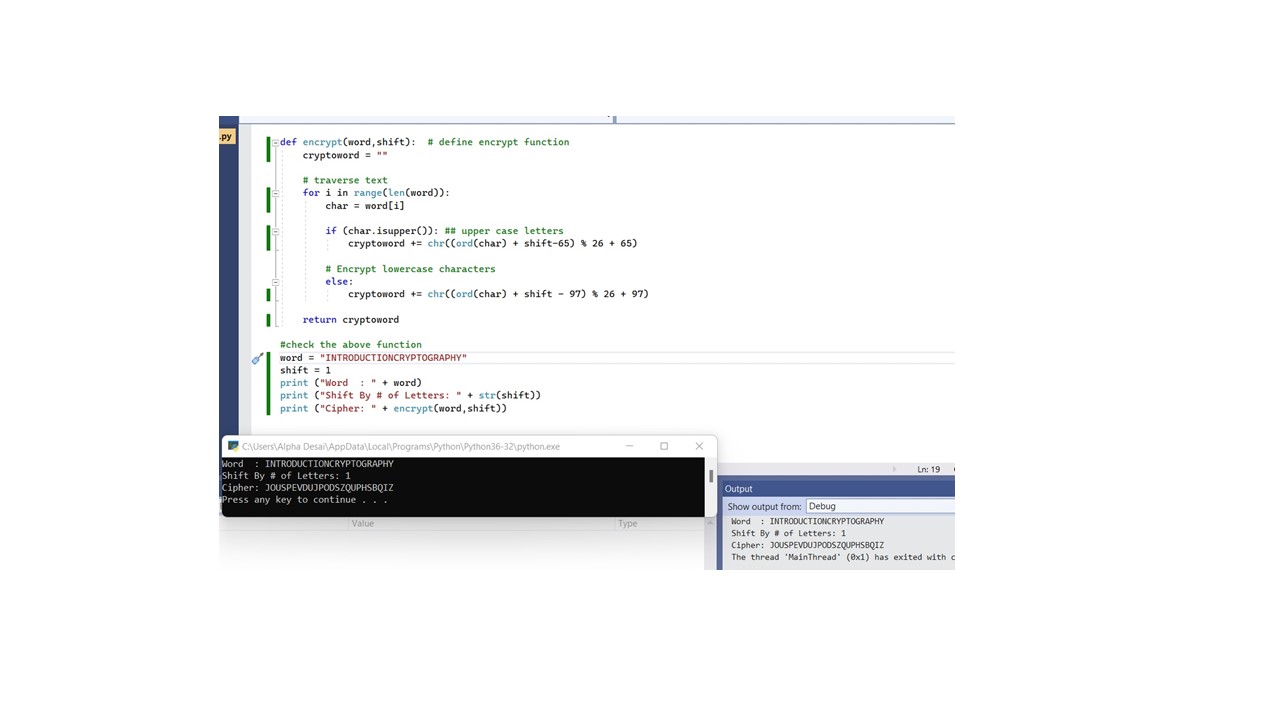 .py
def encrypt(word,shift):  # define encrypt function
cryptoword = ""
# traverse text
for i in range(len(word)):
char = word[i]
if (char.isupper()): ## upper case letters
cryptoword += chr((ord(char) + shift-65) % 26 + 65)
# Encrypt lowercase characters
else:
cryptoword += chr((ord(char) + shift - 97) % 26 + 97)
return cryptoword
#check the above function
word = "INTRODUCTIONCRYPTOGRAPHY"
shift = 1
print ("Word  : " + word)
print ("Shift By # of Letters: " + str(shift))
print ("Cipher: " + encrypt(word,shift))
C:\Users\Alpha Desai\AppData\Local\Programs\Python\Python36-32\python.exe
Word  : INTRODUCTIONCRYPTOGRAPHY
Shift By # of Letters: 1
Cipher: JOUSPEVDUJPODSZQUPHSBQIZ
Press any key to continue . . .
Value Type
Ln: 19
Output
Show output from: Debug
Word  : INTRODUCTIONCRYPTOGRAPHY
Shift By # of Letters: 1
Cipher: JOUSPEVDUJPODSZQUPHSBQIZ
The thread 'MainThread' (0x1) has exited with